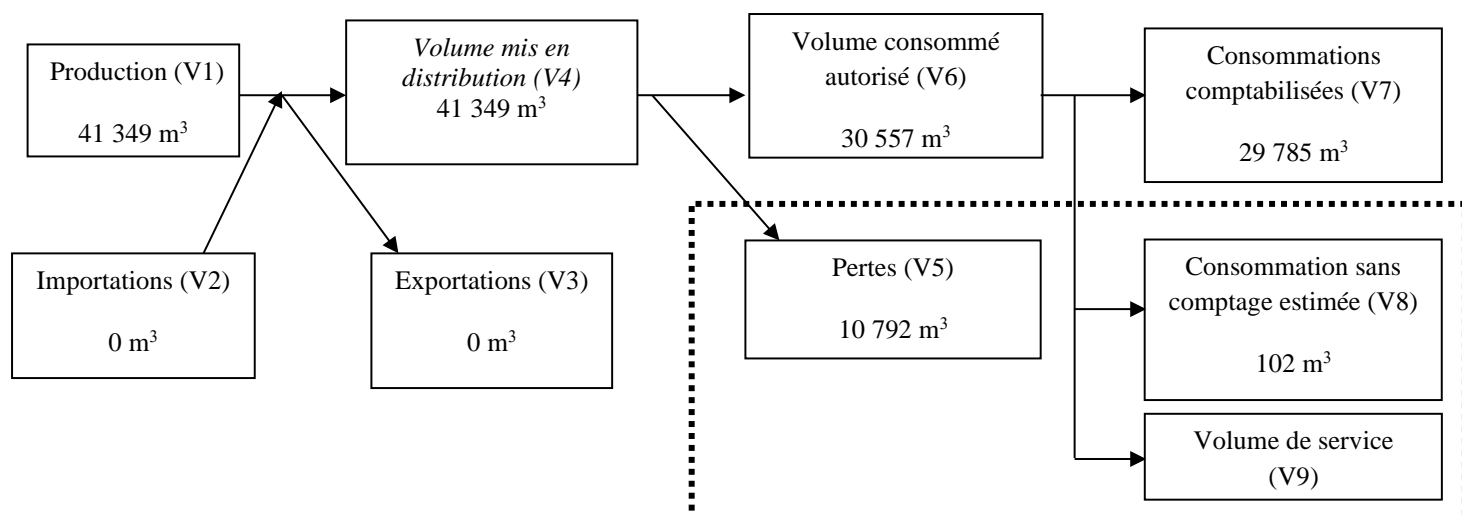 Production (V1)
41 349 m³
Volume mis en
distribution (V4)
41 349 m³
Volume consommé
autorisé (V6)
30 557 m³
Consommations
comptabilisées (V7)
29 785 m³
Importations (V2)
0 m³
Exportations (V3)
0 m³
Pertes (V5)
10 792 m³
Consommation sans
comptage estimée (V8)
102 m³
Volume de service
(V9)